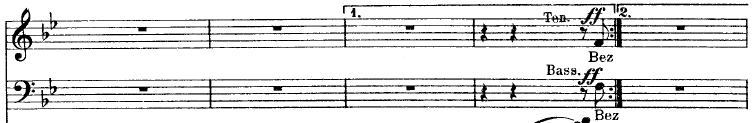 1. Ten. ff 2.
Bez
Bass. ff
Bez